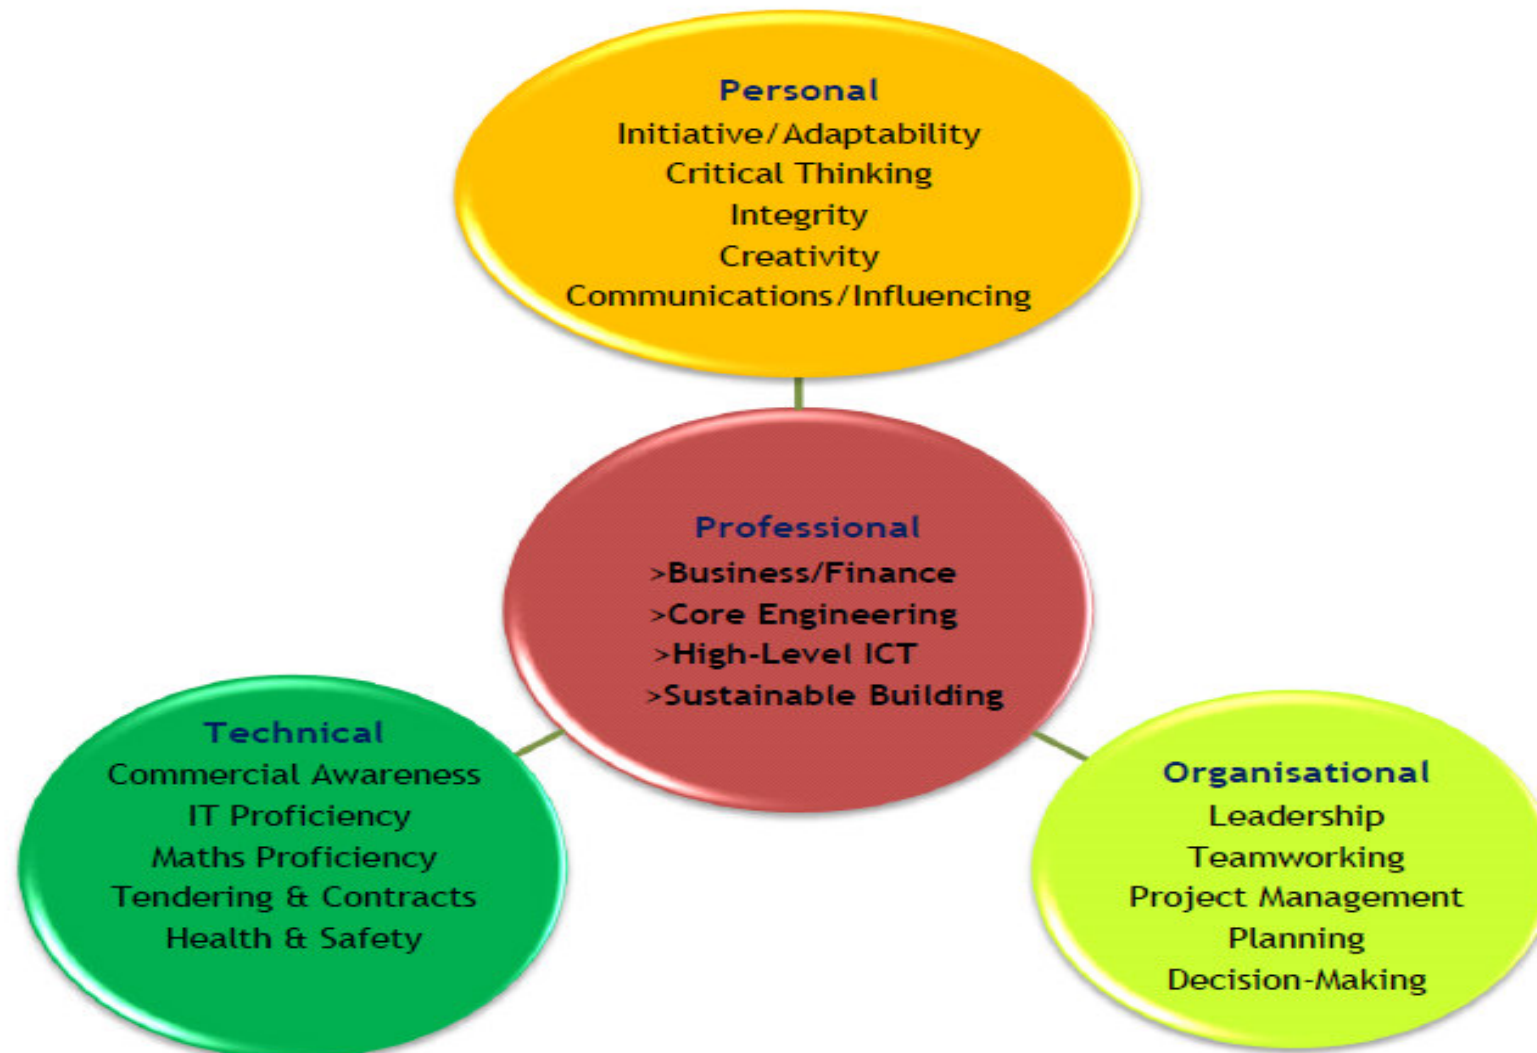 Personal
Initiative/Adaptability
Critical Thinking
Integrity
Creativity
Communications/Influencing
Professional
>Business/Finance
>Core Engineering
>High-Level ICT
>Sustainable Building
Technical
Commercial Awareness
IT Proficiency
Maths Proficiency
Tendering & Contracts
Health & Safety
Organisational
Leadership
Teamworking
Project Management
Planning
Decision-Making